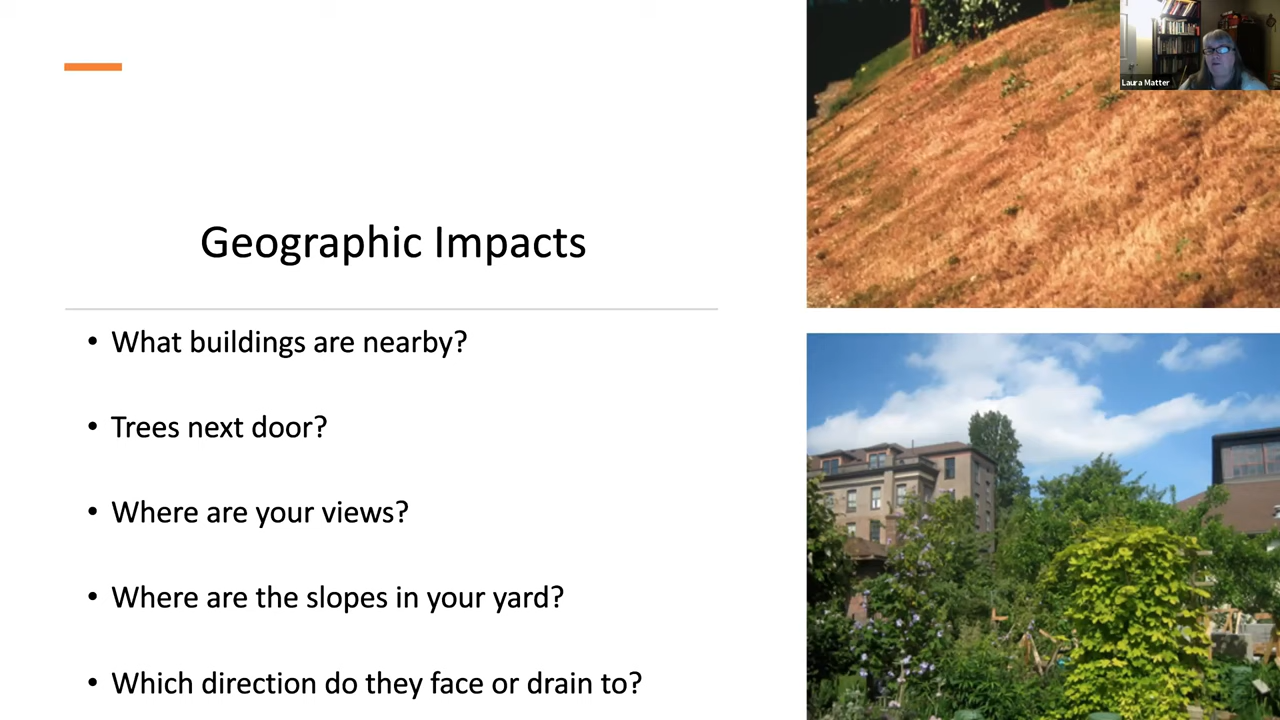 Laura Matter
Geographic Impacts
• What buildings are nearby?
• Trees next door?
• Where are your views?
• Where are the slopes in your yard?
• Which direction do they face or drain to?